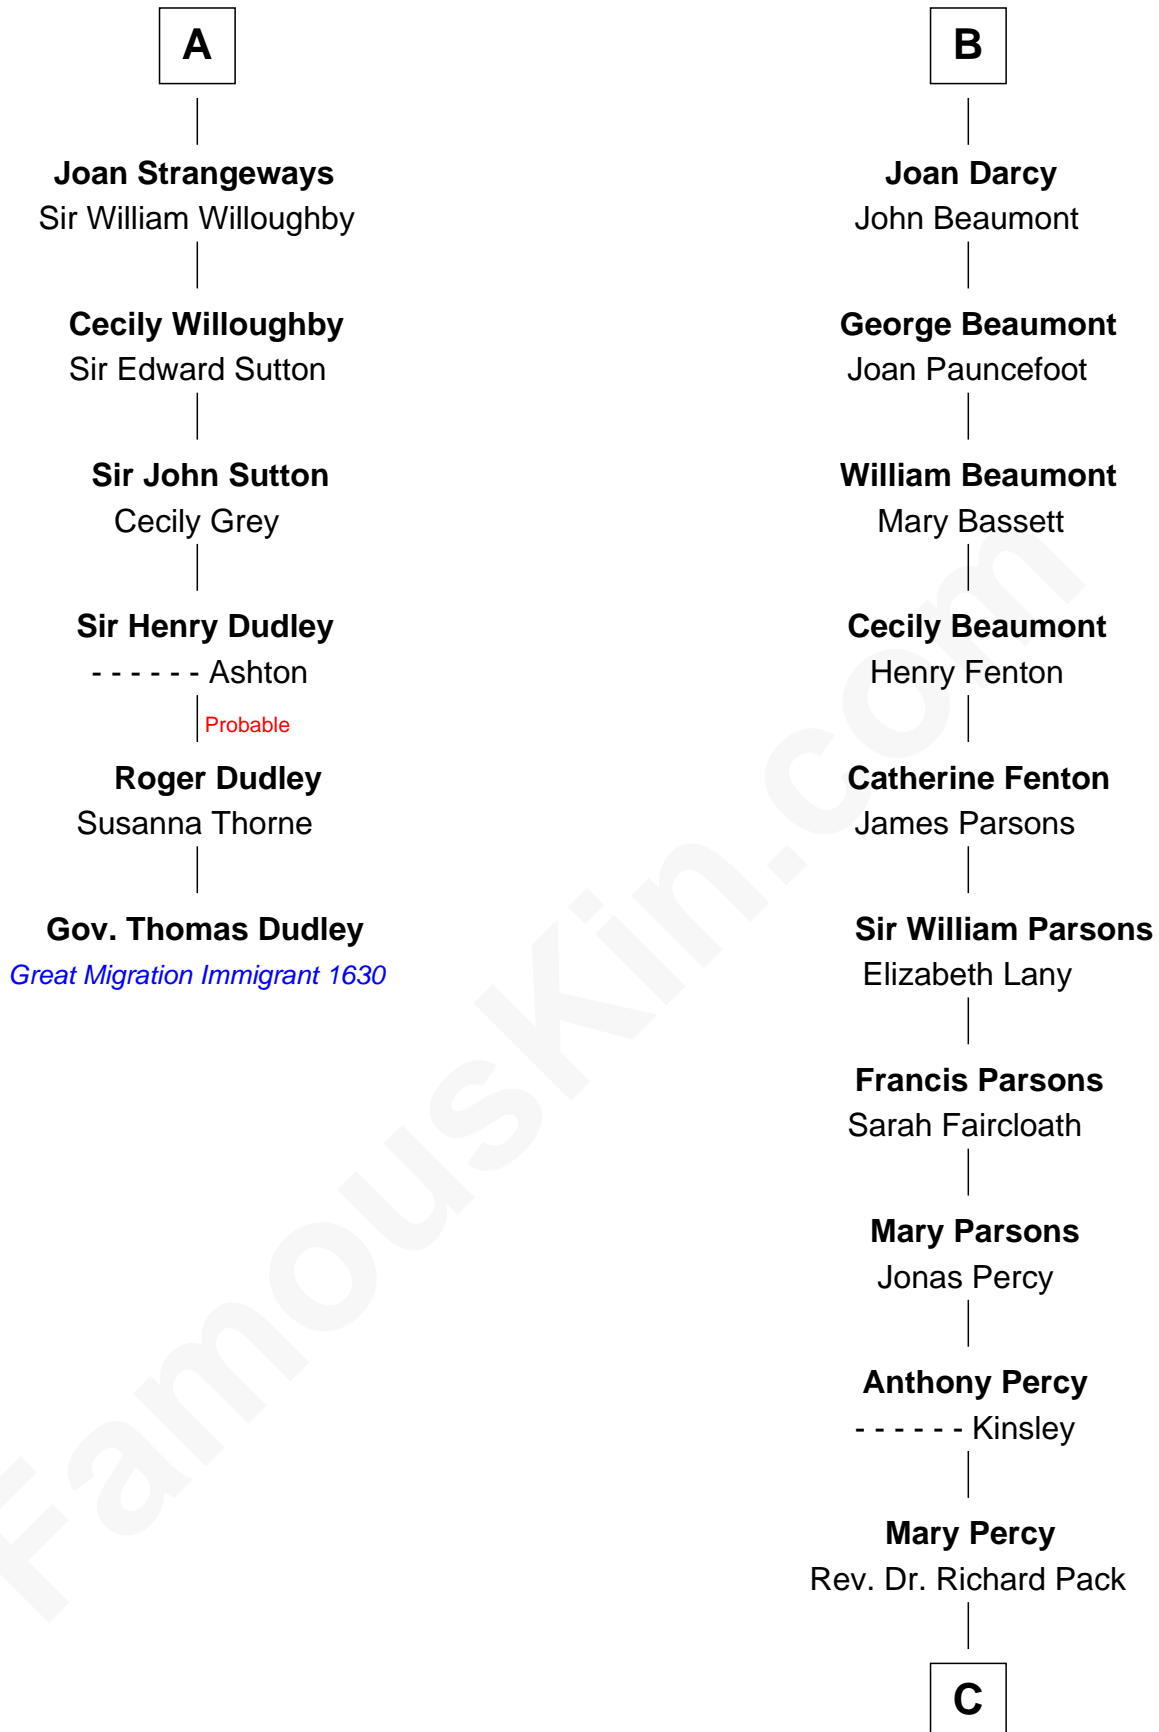 A
Joan Strangeways
Sir William Willoughby
Cecily Willoughby
Sir Edward Sutton
Sir John Sutton
Cecily Grey
Sir Henry Dudley
- - - - - - Ashton
Probable
Roger Dudley
Susanna Thorne
Gov. Thomas Dudley
Great Migration Immigrant 1630
B
Joan Darcy
John Beaumont
George Beaumont
Joan Pauncefoot
William Beaumont
Mary Bassett
Cecily Beaumont
Henry Fenton
Catherine Fenton
James Parsons
Sir William Parsons
Elizabeth Lany
Francis Parsons
Sarah Faircloath
Mary Parsons
Jonas Percy
Anthony Percy
- - - - - - Kinsley
Mary Percy
Rev. Dr. Richard Pack
C
FamousKin.com